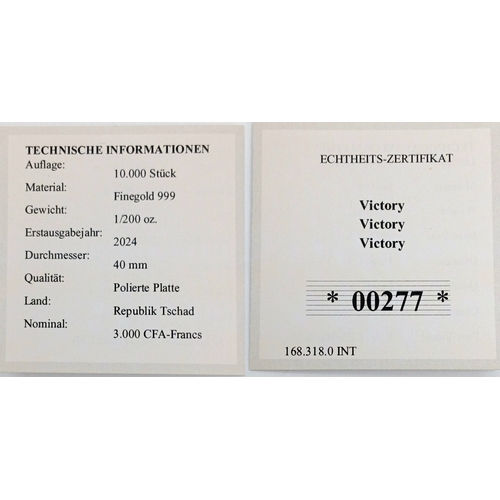 TECHNISCHE INFORMATIONEN
Auflage:
10.000 Stück
Material:
Finegold 999
Gewicht:
1/200 oz.
Erstausgabejahr:
2024
Durchmesser:
40 mm
Qualität:
Polierte Platte
Land:
Republik Tschad
Nominal:
3.000 CFA-Francs
ECHTHEITS-ZERTIFIKAT
Victory
Victory
Victory
* 00277 *
168.318.0 INT